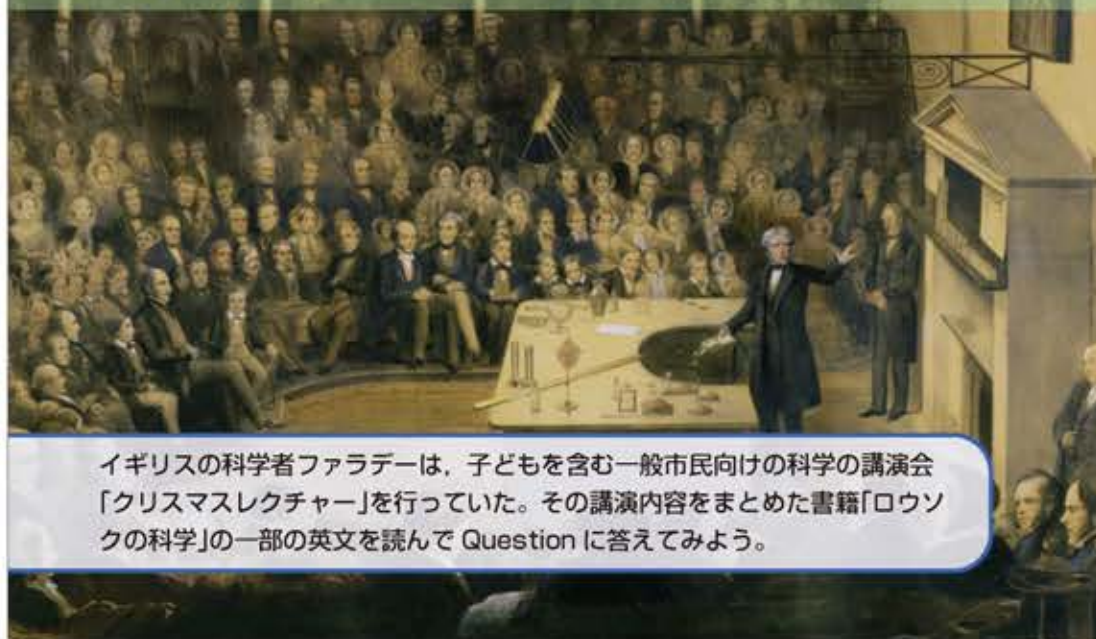 イギリスの科学者ファラデーは，子どもを含む一般市民向けの科学の講演会
「クリスマスレクチャー」を行っていた。その講演内容をまとめた書籍「ロウソ
クの科学」の一部の英文を読んで Question に答えてみよう。